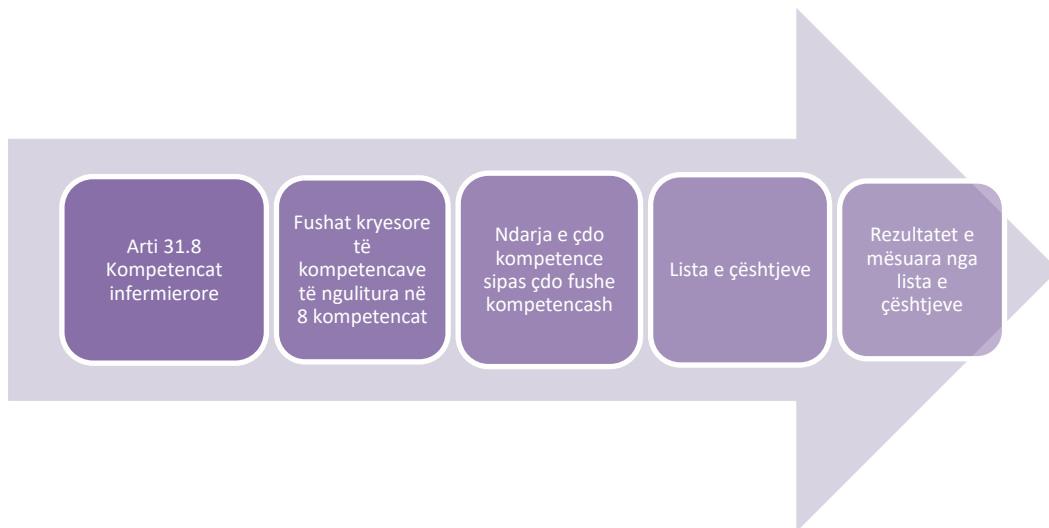 Arti 31.8
Kompetencat
infermierore
Fushat kryesore
të
kompetencave
të ngulitura në
8 kompetencat
Ndarja e çdo
kompetence
sipas çdo fushe
kompetencash
Lista e çështjeve
Rezultatet e
mësuara nga
lista e
çështjeve